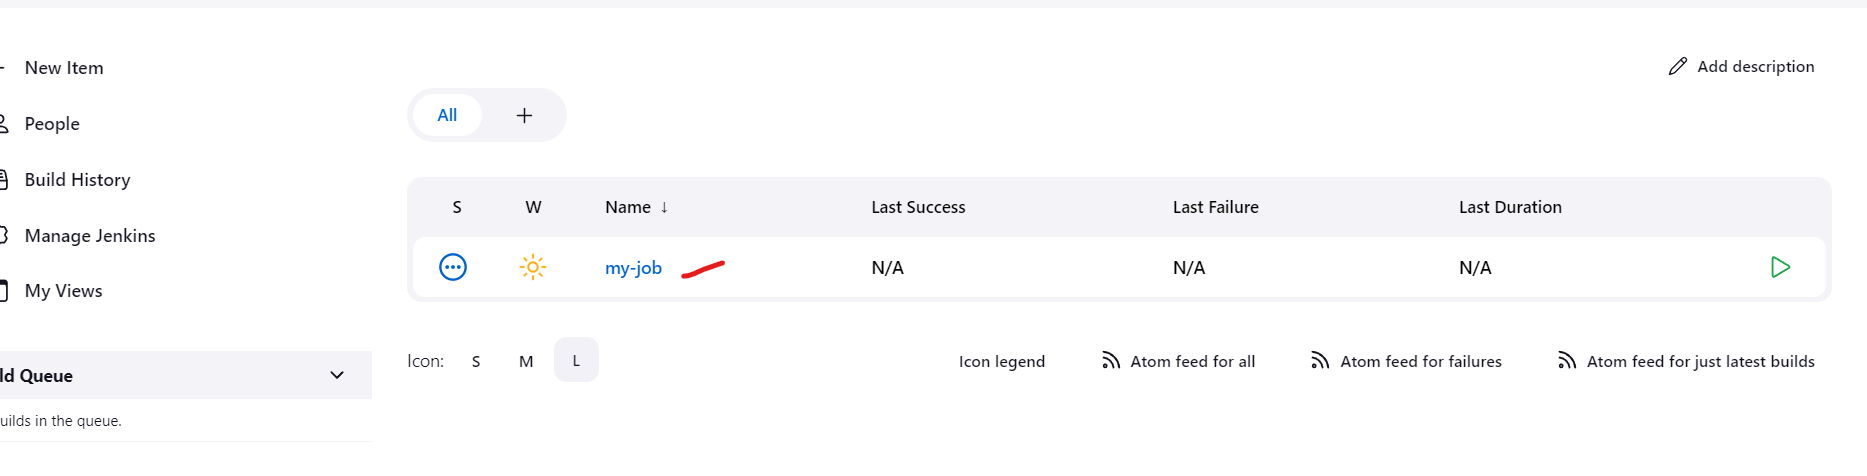 New Item
Add description
People
All +
Build History
S W Name ↓ Last Success Last Failure Last Duration
Manage Jenkins
my-job N/A N/A N/A
My Views
Icon: S M L Icon legend Atom feed for all Atom feed for failures Atom feed for just latest builds
ld Queue
uilds in the queue.